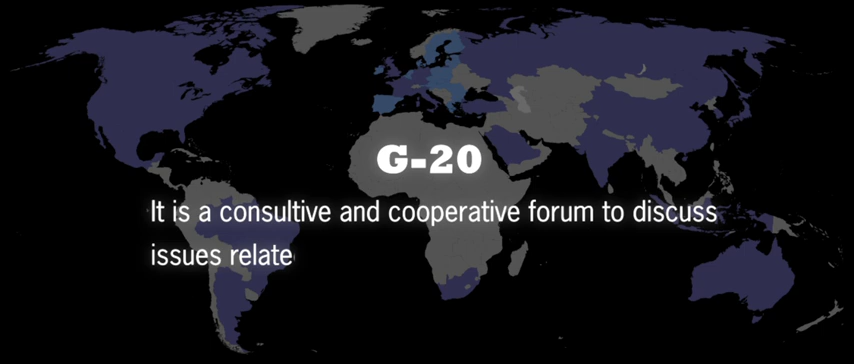 G-20
It is a consultive and cooperative forum to discuss
issues relate